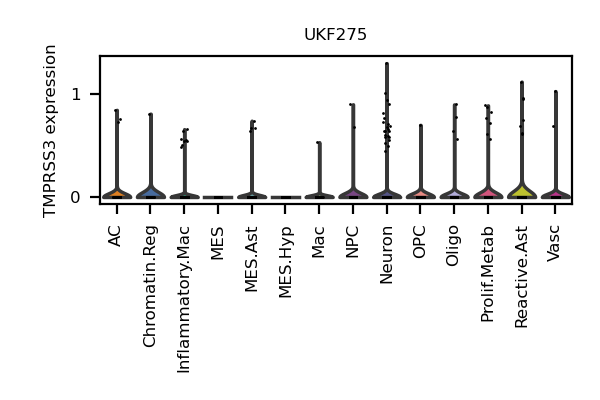 UKF275
TMPRSS3 expression
1
0
AC
Chromatin.Reg
Inflammatory.Mac
MES
MES.Ast
MES.Hyp
Mac
NPC
Neuron
OPC
Oligo
Prolif.Metab
Reactive.Ast
Vasc